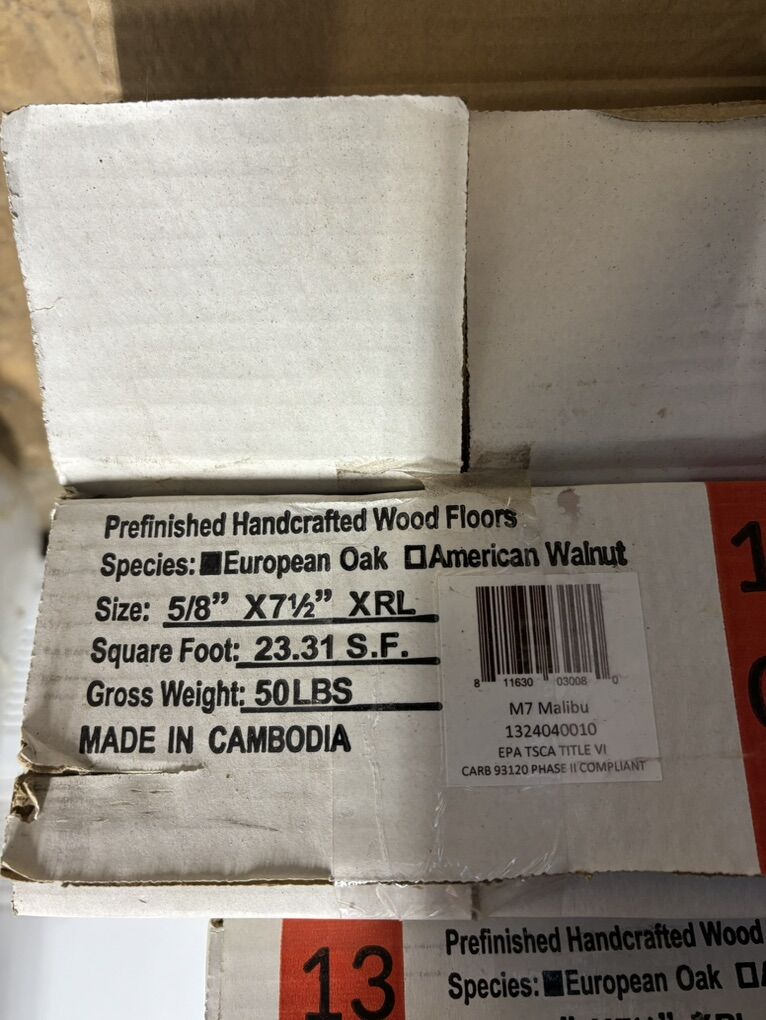 Prefinished Handcrafted Wood Floors
Species: ■European Oak □American Walnut
Size: 5/8” X7½” XRL
Square Foot: 23.31 S.F.
Gross Weight: 50LBS
MADE IN CAMBODIA
8 11630 03008 0
M7 Malibu
1324040010
EPA TSCA TITLE VI
CARB 93120 PHASE II COMPLIANT
1
13
Prefinished Handcrafted Wood
Species: ■European Oak □